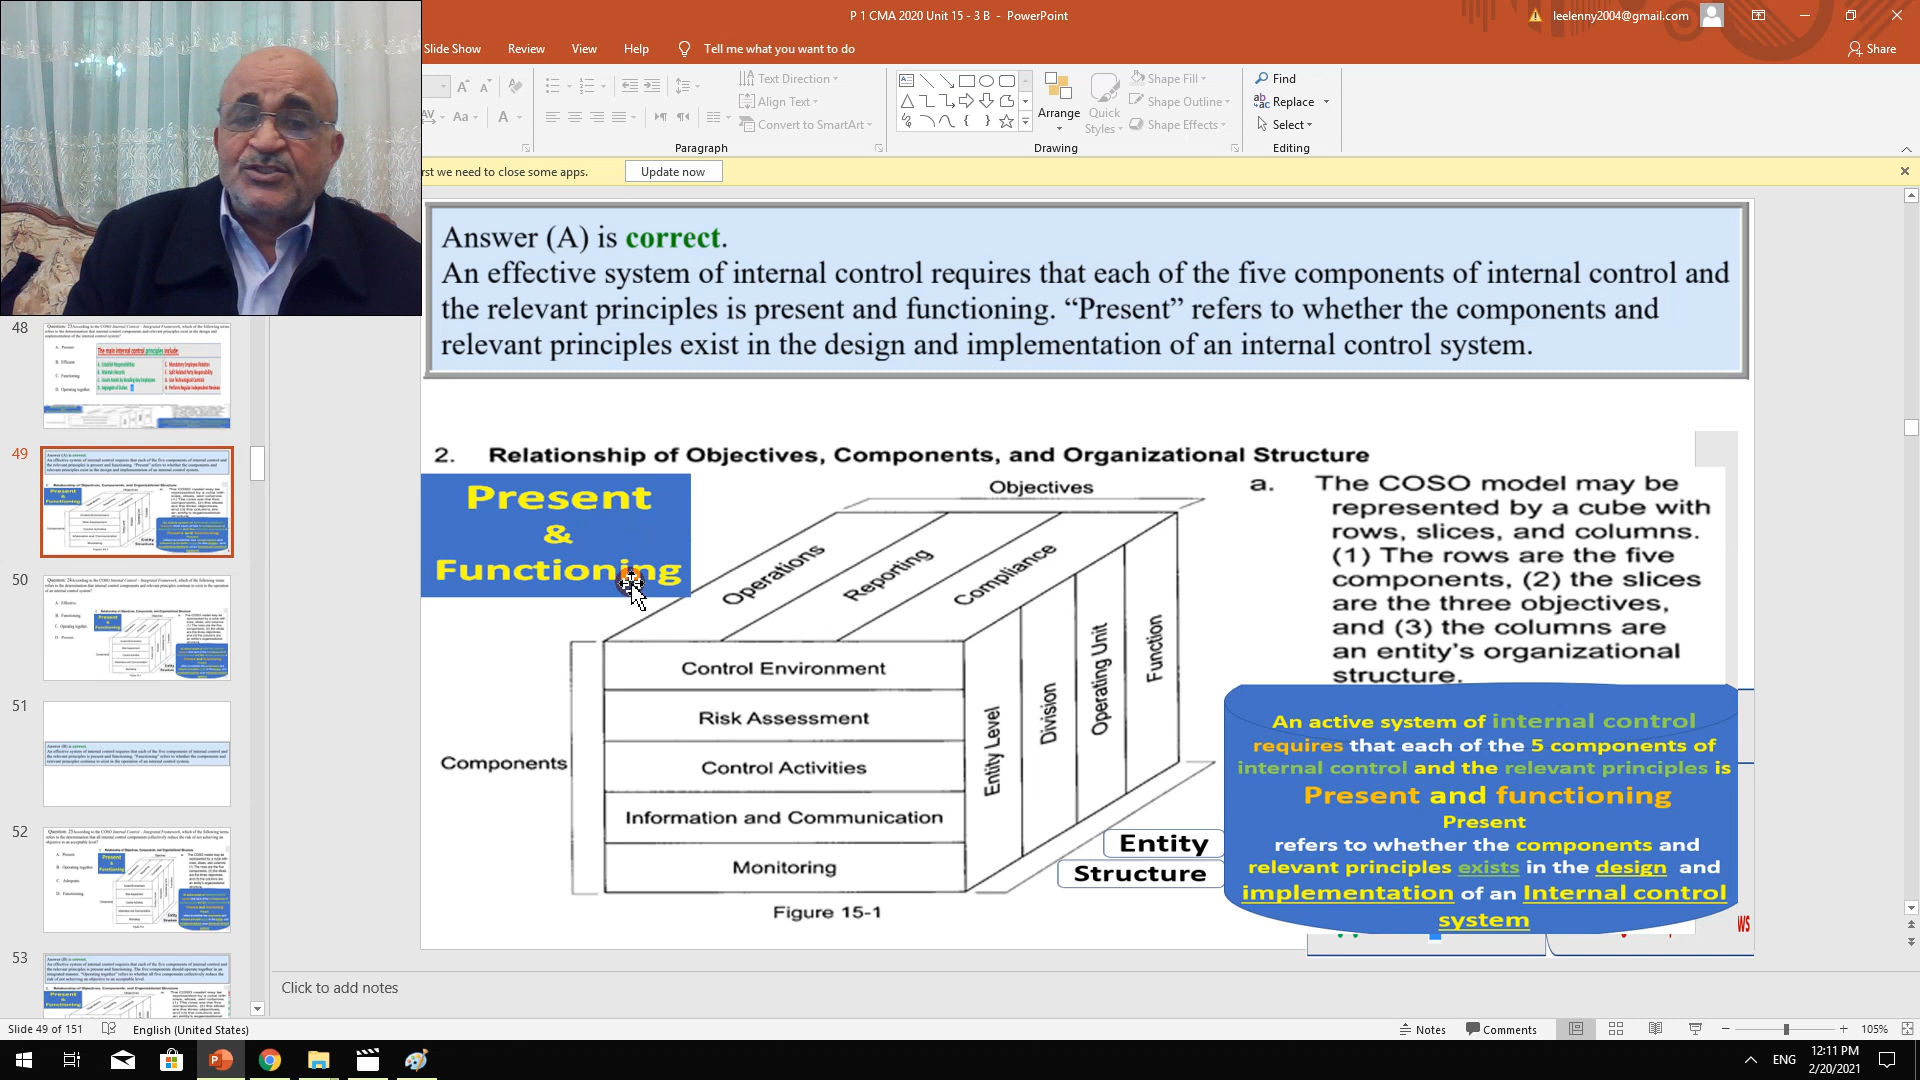 P 1 CMA 2020 Unit 15 - 3 B - PowerPoint
leelenny2004@gmail.com
Slide Show Review View Help Tell me what you want to do
Share
Text Direction
Align Text
Convert to SmartArt
Paragraph
Arrange
Quick Styles
Shape Fill
Shape Outline
Shape Effects
Drawing
Find
Replace
Select
Editing
rst we need to close some apps.
Update now
48
49
50
51
52
53
Answer (A) is correct.
An effective system of internal control requires that each of the five components of internal control and
the relevant principles is present and functioning. “Present” refers to whether the components and
relevant principles exist in the design and implementation of an internal control system.
2. Relationship of Objectives, Components, and Organizational Structure
Present
&
Functioning
Objectives
Operations
Reporting
Compliance
Components
Control Environment
Risk Assessment
Control Activities
Information and Communication
Monitoring
Entity Level
Division
Operating Unit
Function
Entity
Structure
Figure 15-1
a. The COSO model may be
represented by a cube with
rows, slices, and columns.
(1) The rows are the five
components, (2) the slices
are the three objectives,
and (3) the columns are
an entity's organizational
structure.
An active system of internal control
requires that each of the 5 components of
internal control and the relevant principles is
Present and functioning
Present
refers to whether the components and
relevant principles exists in the design and
implementation of an Internal control
system
ws
Click to add notes
Slide 49 of 151 English (United States)
Notes Comments 105%
ENG
12:11 PM
2/20/2021